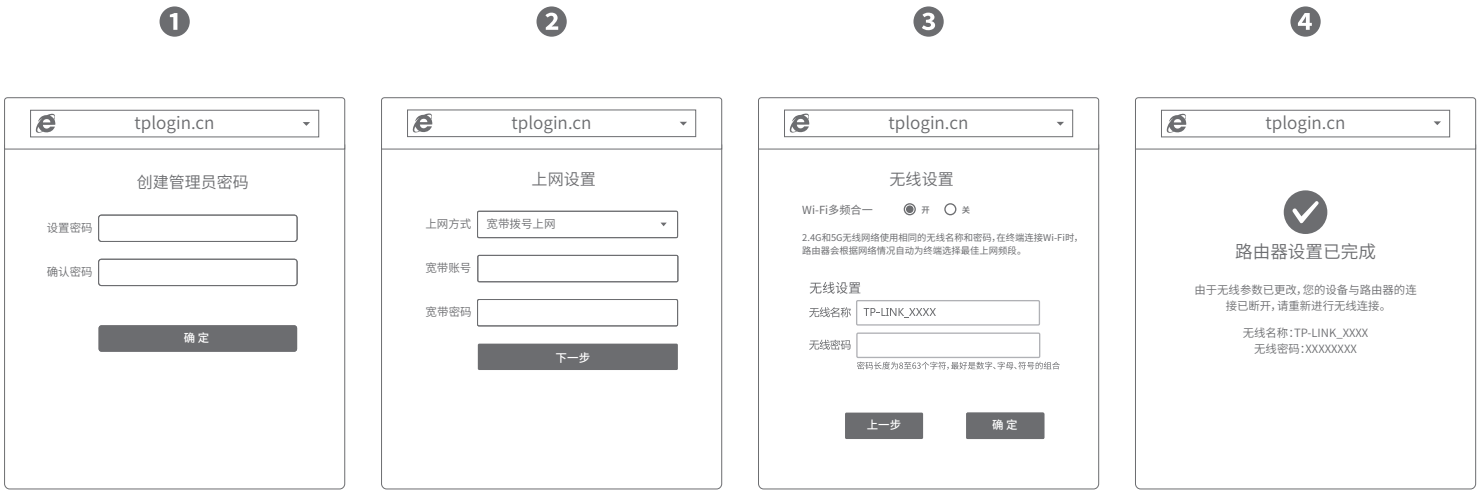 1
2
3
4
tplogin.cn
创建管理员密码
设置密码
确认密码
确定
tplogin.cn
上网设置
上网方式 宽带拨号上网
宽带账号
宽带密码
下一步
tplogin.cn
无线设置
Wi-Fi多频合一 开 关
2.4G和5G无线网络使用相同的无线名称和密码,在终端连接Wi-Fi时,
路由器会根据网络情况自动为终端选择最佳上网频段。
无线设置
无线名称 TP-LINK_XXXX
无线密码
密码长度为8至63个字符,最好是数字、字母、符号的组合
上一步 确定
tplogin.cn
路由器设置已完成
由于无线参数已更改,您的设备与路由器的连
接已断开,请重新进行无线连接。
无线名称:TP-LINK_XXXX
无线密码:XXXXXXXX